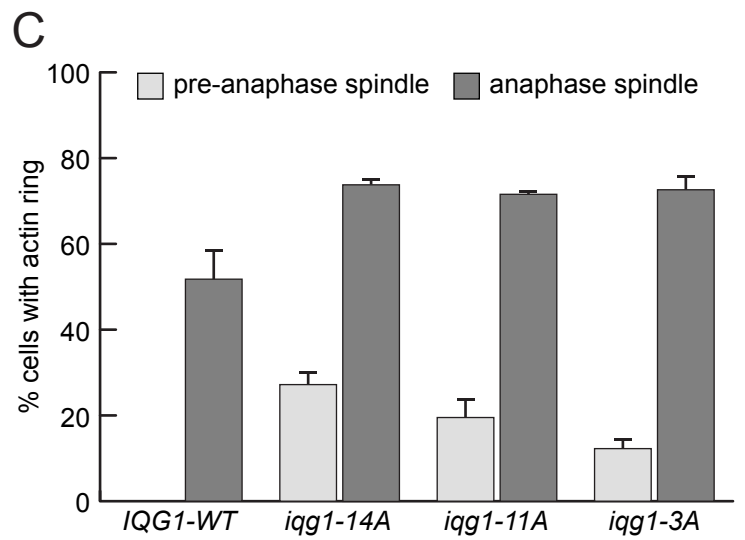 C
100
pre-anaphase spindle anaphase spindle
80
60
40
20
0
% cells with actin ring
IQG1-WT iqg1-14A iqg1-11A iqg1-3A